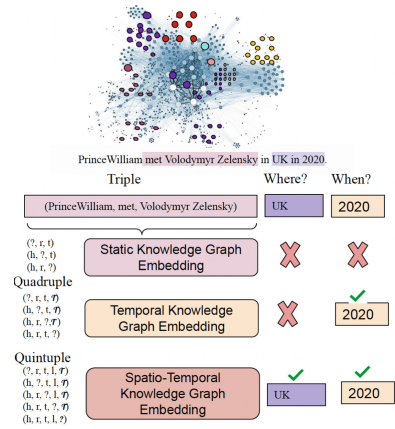 PrinceWilliam met Volodymyr Zelensky in UK in 2020.
Triple Where? When?
(PrinceWilliam, met, Volodymyr Zelensky) UK 2020
(?, r, t)
(h, ?, t)
(h, r, ?)
Static Knowledge Graph
Embedding
Quadruple
(?, r, t, 𝒯)
(h, ?, t, 𝒯)
(h, r, ?, 𝒯)
(h, r, t, ?)
Temporal Knowledge
Graph Embedding
2020
Quintuple
(?, r, t, l, 𝒯)
(h, ?, t, l, 𝒯)
(h, r, ?, l, 𝒯)
(h, r, t, ?, 𝒯)
(h, r, t, l, ?)
Spatio-Temporal
Knowledge Graph
Embedding
UK 2020